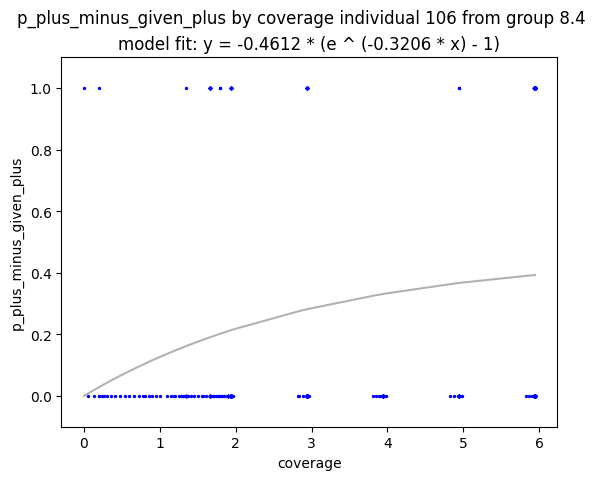 p_plus_minus_given_plus by coverage individual 106 from group 8.4
model fit: y = -0.4612 * (e ^ (-0.3206 * x) - 1)
p_plus_minus_given_plus
1.0
0.8
0.6
0.4
0.2
0.0
0 1 2 3 4 5 6
coverage